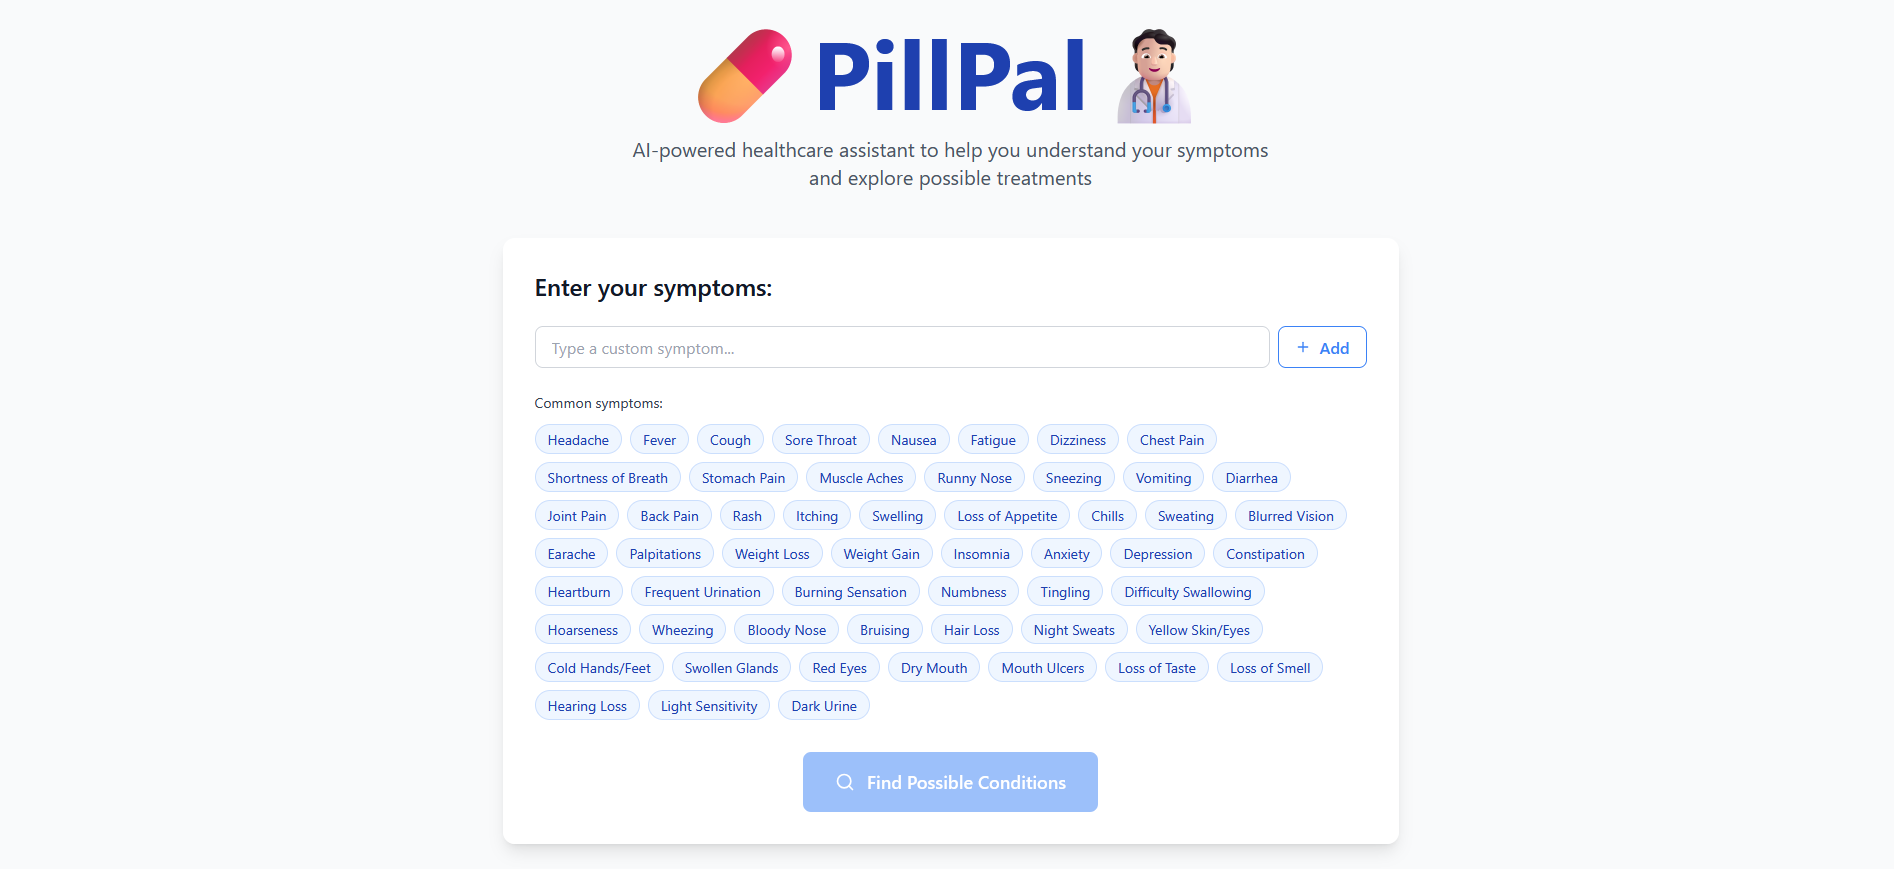 PillPal
AI-powered healthcare assistant to help you understand your symptoms
and explore possible treatments
Enter your symptoms:
Type a custom symptom...
+ Add
Common symptoms:
Headache Fever Cough Sore Throat Nausea Fatigue Dizziness Chest Pain
Shortness of Breath Stomach Pain Muscle Aches Runny Nose Sneezing Vomiting Diarrhea
Joint Pain Back Pain Rash Itching Swelling Loss of Appetite Chills Sweating Blurred Vision
Earache Palpitations Weight Loss Weight Gain Insomnia Anxiety Depression Constipation
Heartburn Frequent Urination Burning Sensation Numbness Tingling Difficulty Swallowing
Hoarseness Wheezing Bloody Nose Bruising Hair Loss Night Sweats Yellow Skin/Eyes
Cold Hands/Feet Swollen Glands Red Eyes Dry Mouth Mouth Ulcers Loss of Taste Loss of Smell
Hearing Loss Light Sensitivity Dark Urine
Find Possible Conditions